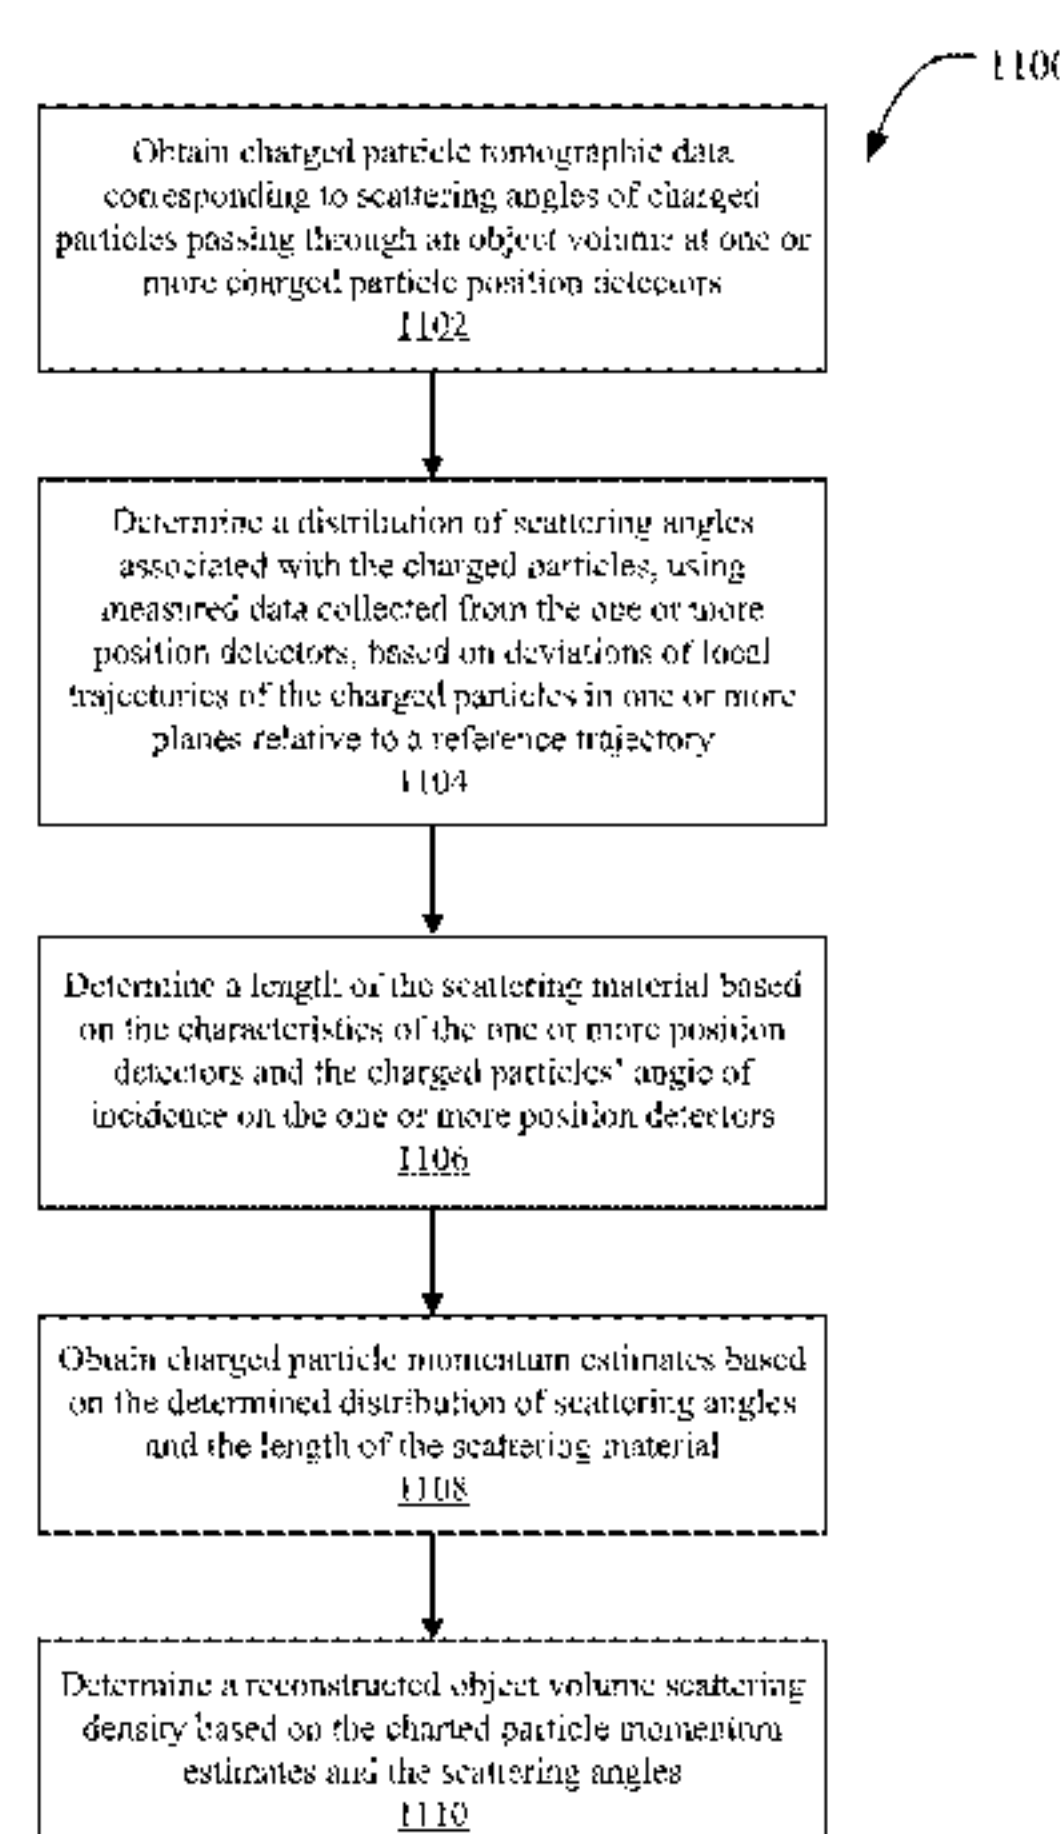 1100
Obtain charged particle tomographic data
corresponding to scattering angles of charged
particles passing through an object volume at one or
more charged particle position detectors
1102
Determine a distribution of scattering angles
associated with the charged particles, using
measured data collected from the one or more
position detectors, based on deviations of local
trajectories of the charged particles in one or more
planes relative to a reference trajectory
1104
Determine a length of the scattering material based
on the characteristics of the one or more position
detectors and the charged particles' angle of
incidence on the one or more position detectors
1106
Obtain charged particle momentum estimates based
on the determined distribution of scattering angles
and the length of the scattering material
1108
Determine a reconstructed object volume scattering
density based on the charted particle momentum
estimates and the scattering angles
1110